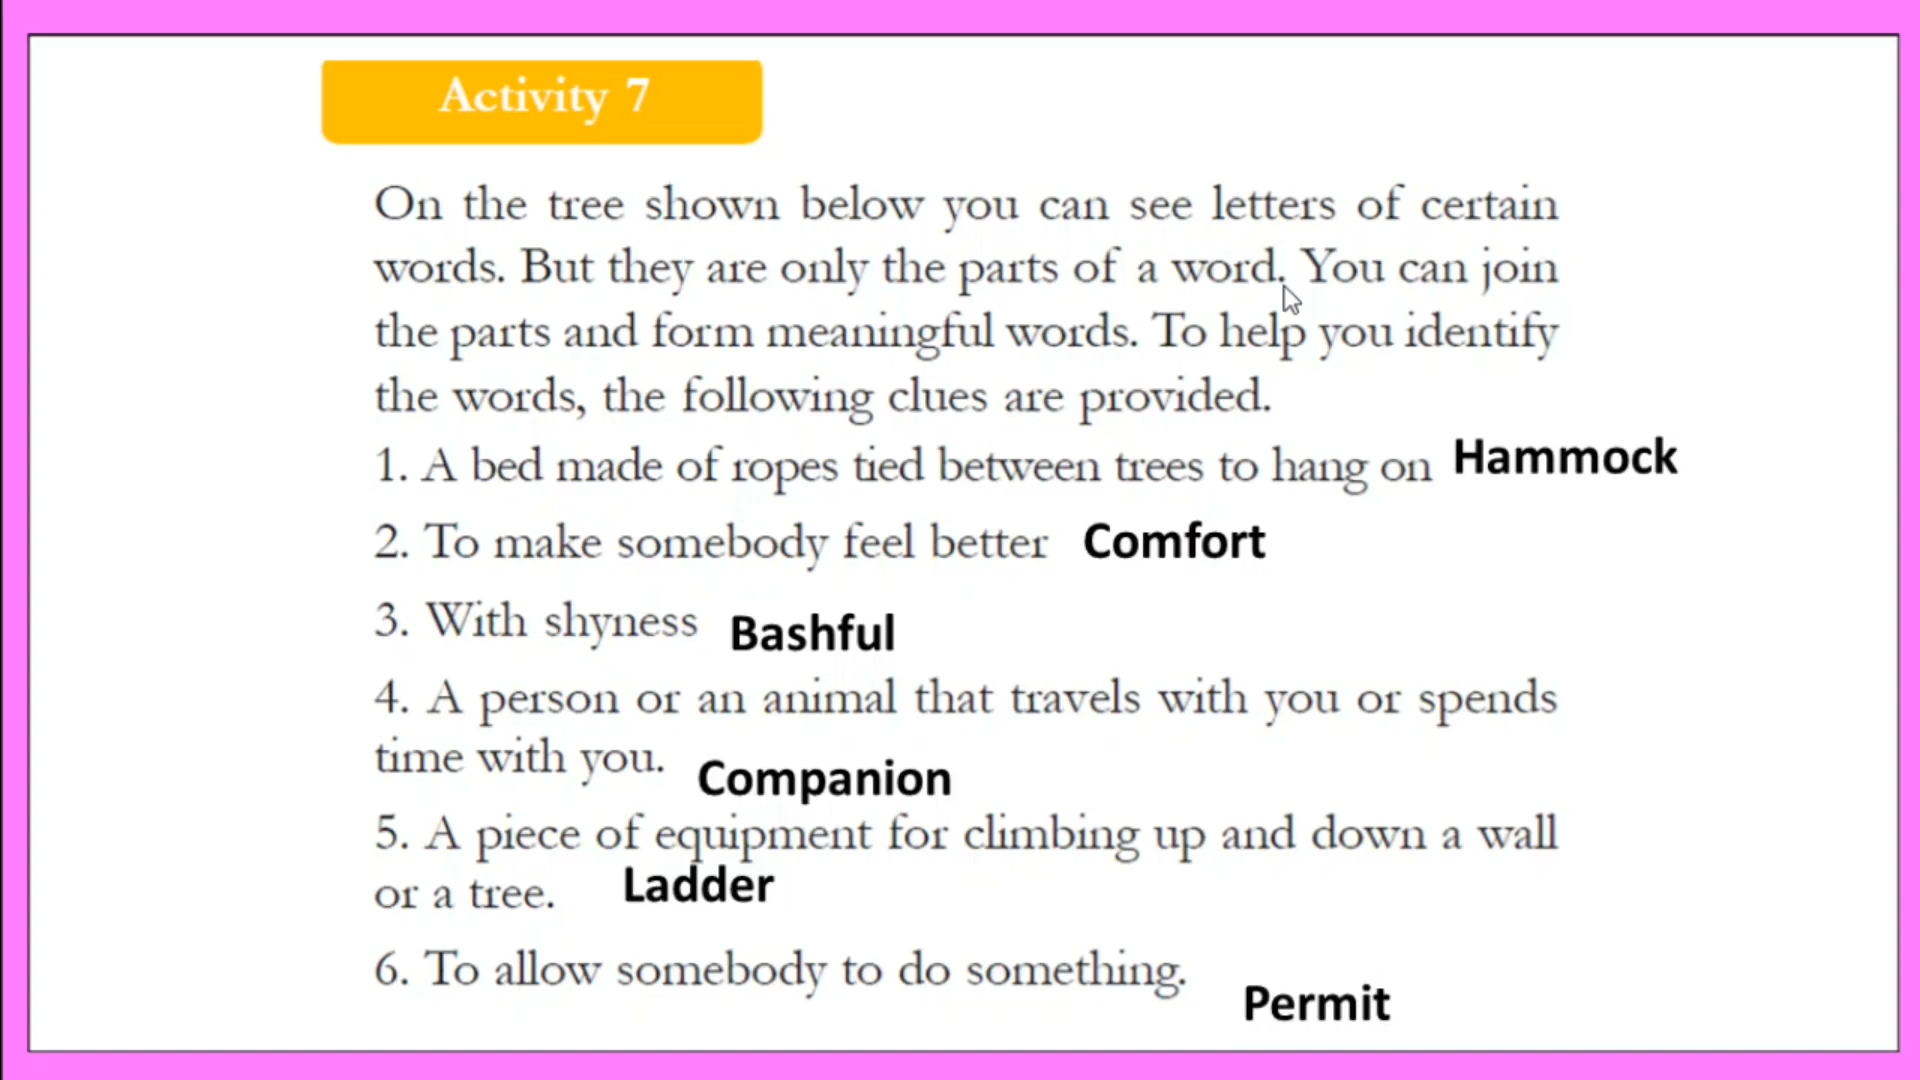 Activity 7
On the tree shown below you can see letters of certain
words. But they are only the parts of a word. You can join
the parts and form meaningful words. To help you identify
the words, the following clues are provided.
1. A bed made of ropes tied between trees to hang on Hammock
2. To make somebody feel better Comfort
3. With shyness Bashful
4. A person or an animal that travels with you or spends
time with you. Companion
5. A piece of equipment for climbing up and down a wall
or a tree. Ladder
6. To allow somebody to do something.
Permit